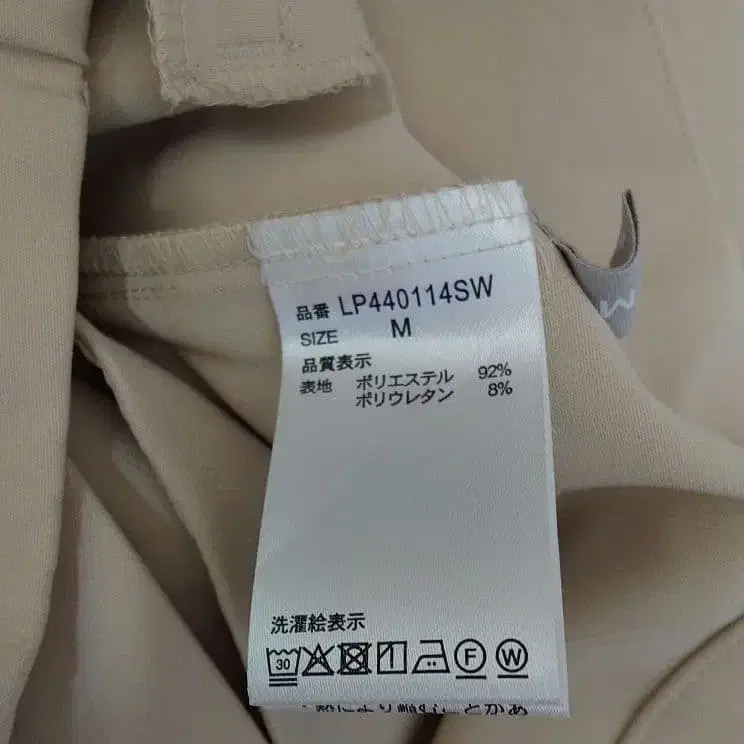 品番 LP440114SW
SIZE M
品質表示
表地 ポリエステル 92%
ポリウレタン 8%
洗濯絵表示
30 F W
M